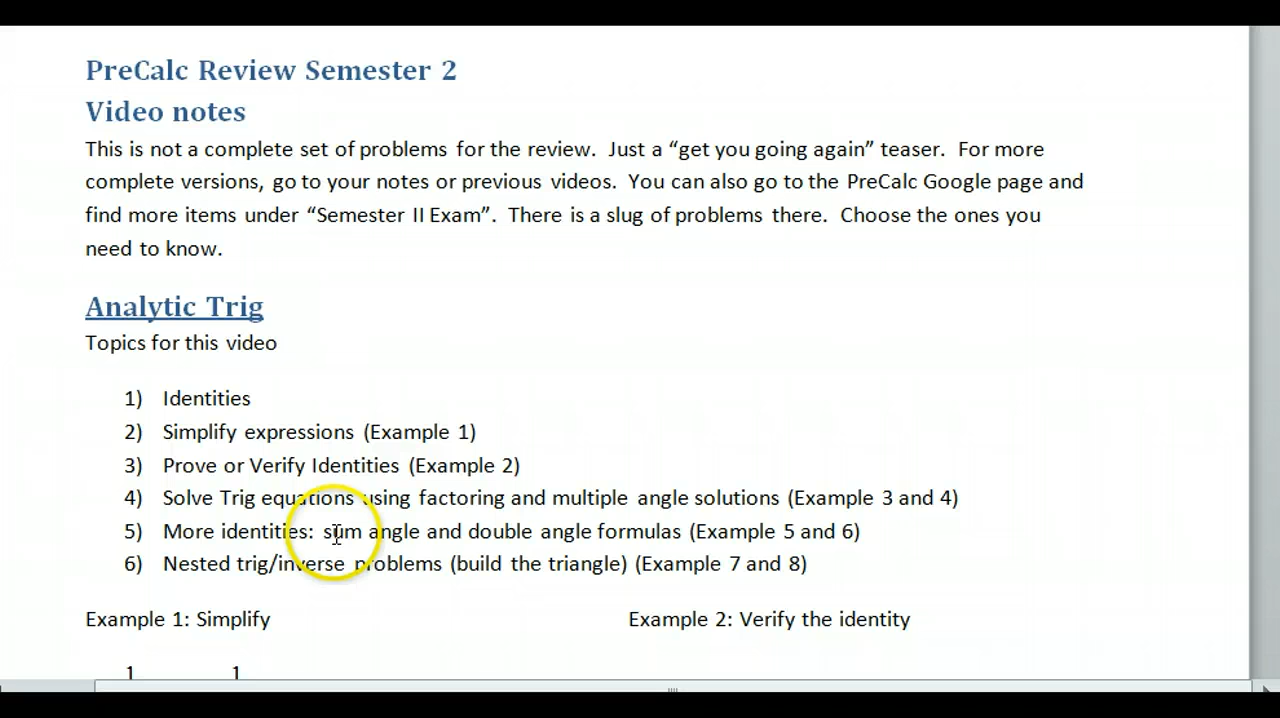 PreCalc Review Semester 2
Video notes
This is not a complete set of problems for the review. Just a “get you going again” teaser. For more
complete versions, go to your notes or previous videos. You can also go to the PreCalc Google page and
find more items under “Semester II Exam”. There is a slug of problems there. Choose the ones you
need to know.
Analytic Trig
Topics for this video
1) Identities
2) Simplify expressions (Example 1)
3) Prove or Verify Identities (Example 2)
4) Solve Trig equations using factoring and multiple angle solutions (Example 3 and 4)
5) More identities: sum angle and double angle formulas (Example 5 and 6)
6) Nested trig/inverse problems (build the triangle) (Example 7 and 8)
Example 1: Simplify Example 2: Verify the identity
1 1